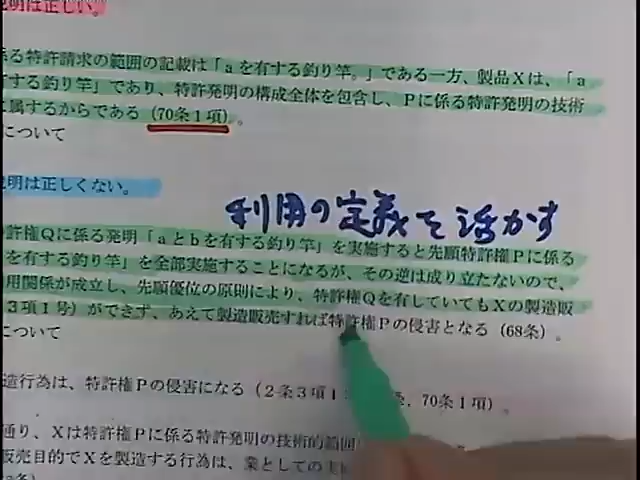 明は正しい。
係る特許請求の範囲の記載は「aを有する釣り竿。」である一方、製品Xは、「a
有する釣り竿」であり、特許発明の構成全体を包含し、Pに係る特許発明の技術
属するからである(70条1項)。
について
明は正しくない。
利用の定義を活かす
許権Qに係る発明「aとbを有する釣り竿」を実施すると先願特許権Pに係る
を有する釣り竿」を全部実施することになるが、その逆は成り立たないので、
用関係が成立し、先願優位の原則により、特許権Qを有していてもXの製造販
3項1号)ができず、あえて製造販売すれば特許権Pの侵害となる(68条)。
について
造行為は、特許権Pの侵害になる(2条3項1 条, 70条1項)。
通り、Xは特許権Pに係る特許発明の技術的範囲
販売目的でXを製造する行為は、業としての